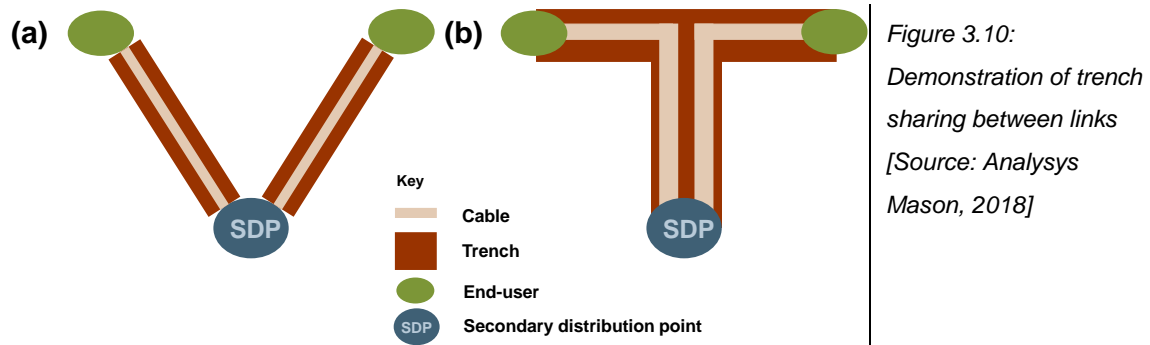 (a)
(b)
SDP
SDP
Key
Cable
Trench
End-user
SDP
Secondary distribution point
Figure 3.10:
Demonstration of trench
sharing between links
[Source: Analysys
Mason, 2018]